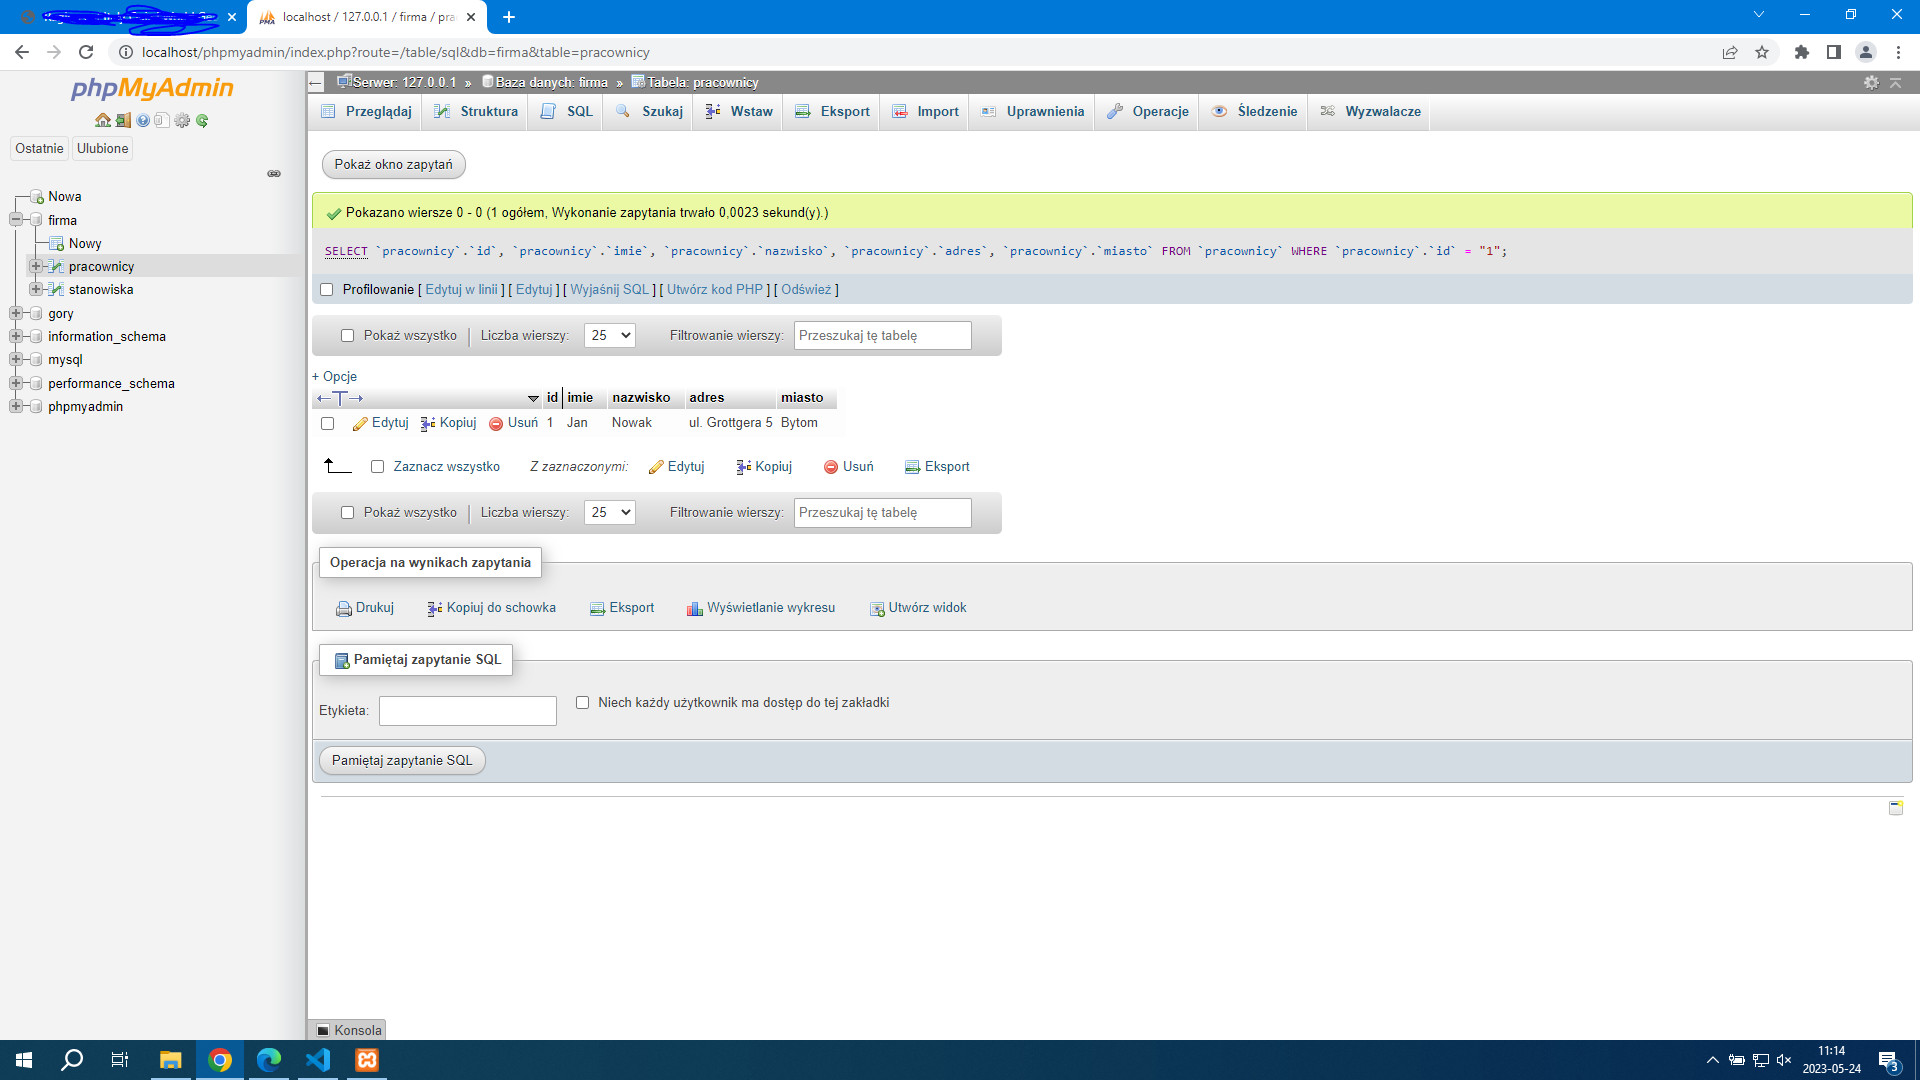 localhost / 127.0.0.1 / firma / pra
localhost/phpmyadmin/index.php?route=/table/sql&db=firma&table=pracownicy
phpMyAdmin
Ostatnie
Ulubione
Nowa
firma
Nowy
pracownicy
stanowiska
gory
information_schema
mysql
performance_schema
phpmyadmin
Serwer: 127.0.0.1 » Baza danych: firma » Tabela: pracownicy
Przeglądaj Struktura SQL Szukaj Wstaw Eksport Import Uprawnienia Operacje Śledzenie Wyzwalacze
Pokaż okno zapytań
Pokazano wiersze 0 - 0 (1 ogółem, Wykonanie zapytania trwało 0,0023 sekund(y).)
SELECT `pracownicy`.`id`, `pracownicy`.`imie`, `pracownicy`.`nazwisko`, `pracownicy`.`adres`, `pracownicy`.`miasto` FROM `pracownicy` WHERE `pracownicy`.`id` = "1";
Profilowanie [ Edytuj w linii ] [ Edytuj ] [ Wyjaśnij SQL ] [ Utwórz kod PHP ] [ Odśwież ]
Pokaż wszystko Liczba wierszy: 25 Filtrowanie wierszy: Przeszukaj tę tabelę
+ Opcje
←T→ id imie nazwisko adres miasto
Edytuj Kopiuj Usuń 1 Jan Nowak ul. Grottgera 5 Bytom
Zaznacz wszystko Z zaznaczonymi: Edytuj Kopiuj Usuń Eksport
Pokaż wszystko Liczba wierszy: 25 Filtrowanie wierszy: Przeszukaj tę tabelę
Operacja na wynikach zapytania
Drukuj Kopiuj do schowka Eksport Wyświetlanie wykresu Utwórz widok
Pamiętaj zapytanie SQL
Etykieta: Niech każdy użytkownik ma dostęp do tej zakładki
Pamiętaj zapytanie SQL
Konsola
11:14
2023-05-24
3